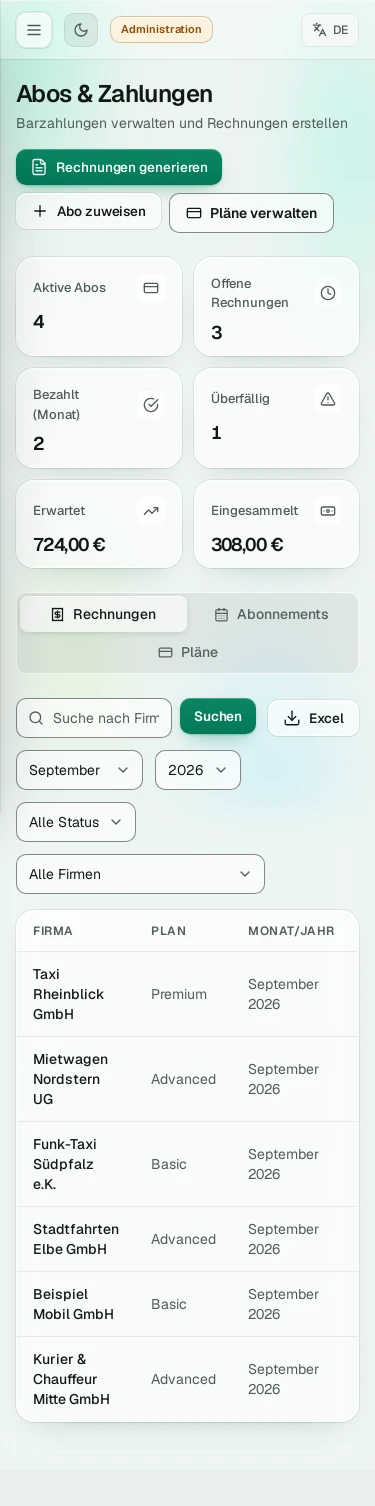 Administration
DE
Abos & Zahlungen
Barzahlungen verwalten und Rechnungen erstellen
Rechnungen generieren
Abo zuweisen
Pläne verwalten
Aktive Abos
4
Offene
Rechnungen
3
Bezahlt
(Monat)
2
Überfällig
1
Erwartet
724,00 €
Eingesammelt
308,00 €
Rechnungen
Abonnements
Pläne
Suche nach Firm
Suchen
Excel
September
2026
Alle Status
Alle Firmen
FIRMA PLAN MONAT/JAHR
Taxi
Rheinblick
GmbH
Premium
September
2026
Mietwagen
Nordstern
UG
Advanced
September
2026
Funk-Taxi
Südpfalz
e.K.
Basic
September
2026
Stadtfahrten
Elbe GmbH
Advanced
September
2026
Beispiel
Mobil GmbH
Basic
September
2026
Kurier &
Chauffeur
Mitte GmbH
Advanced
September
2026